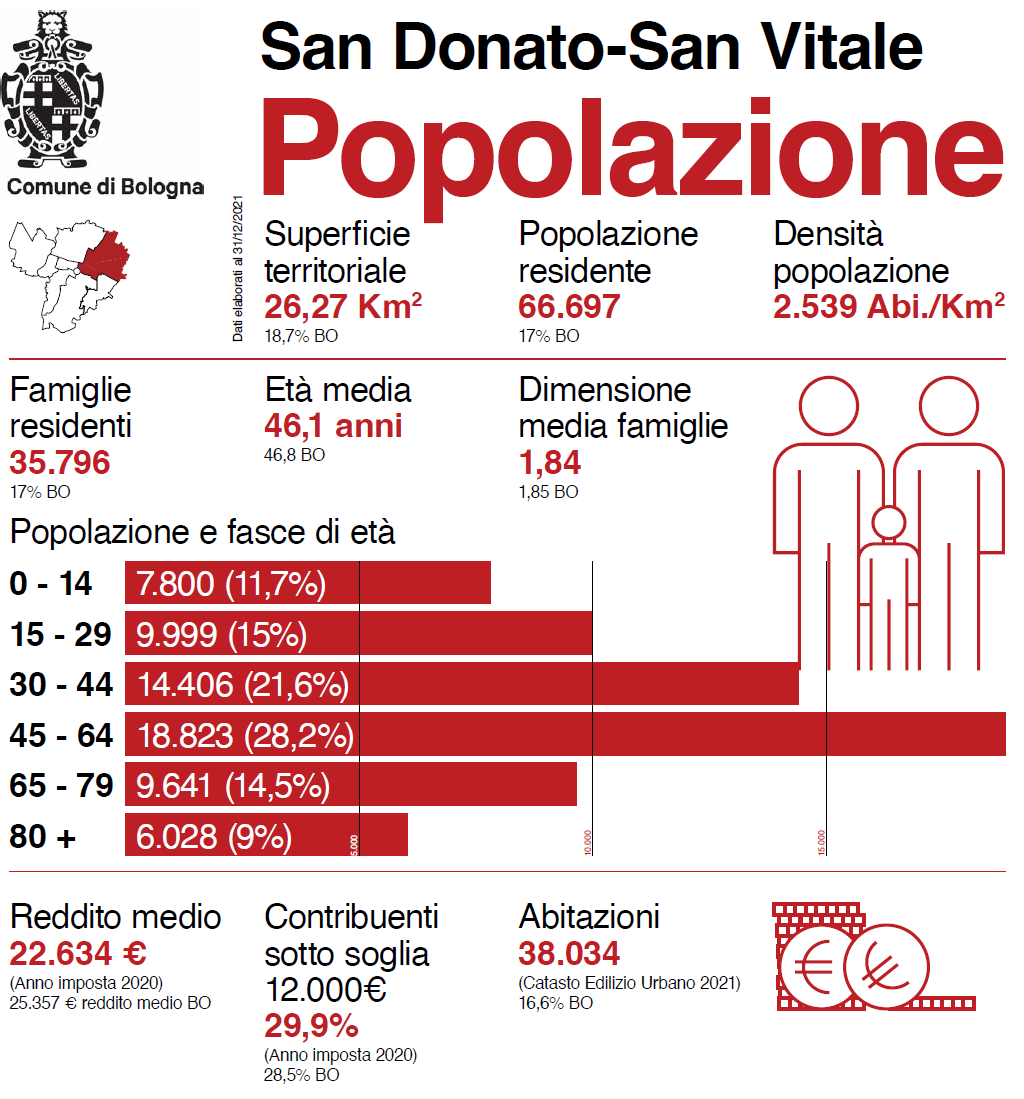 LIBERTAS
LIBERTAS
Comune di Bologna
San Donato-San Vitale
Popolazione
Dati elaborati al 31/12/2021
Superficie
territoriale
26,27 Km²
18,7% BO
Popolazione
residente
66.697
17% BO
Densità
popolazione
2.539 Abi./Km²
Famiglie
residenti
35.796
17% BO
Età media
46,1 anni
46,8 BO
Dimensione
media famiglie
1,84
1,85 BO
Popolazione e fasce di età
0 - 14 7.800 (11,7%)
15 - 29 9.999 (15%)
30 - 44 14.406 (21,6%)
45 - 64 18.823 (28,2%)
65 - 79 9.641 (14,5%)
80 + 6.028 (9%)
5.000
10.000
15.000
Reddito medio
22.634 €
(Anno imposta 2020)
25.357 € reddito medio BO
Contribuenti
sotto soglia
12.000€
29,9%
(Anno imposta 2020)
28,5% BO
Abitazioni
38.034
(Catasto Edilizio Urbano 2021)
16,6% BO
€
€